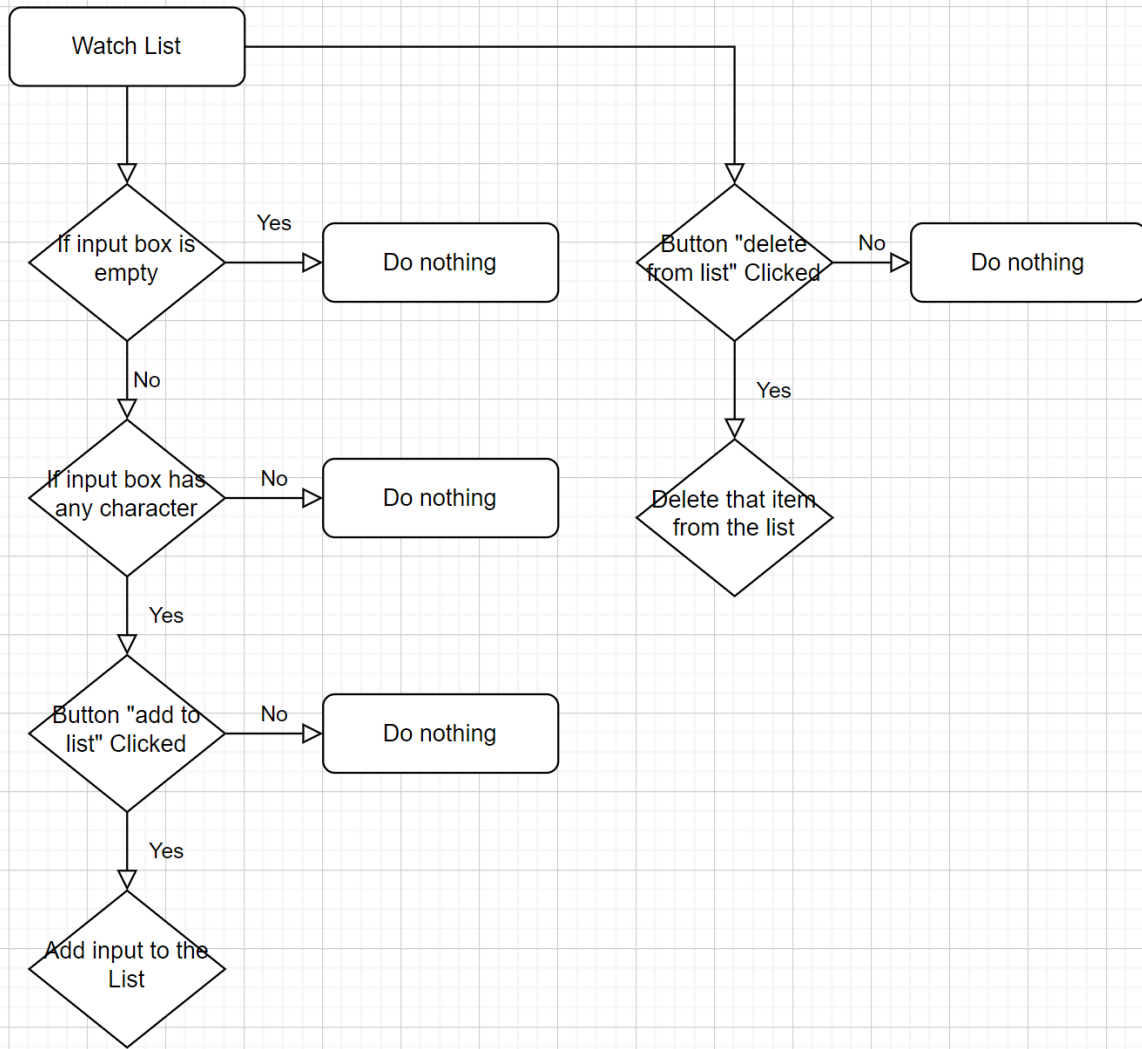 Watch List
If input box is
empty
Yes
Do nothing
No
If input box has
any character
No
Do nothing
Yes
Button "add to
list" Clicked
No
Do nothing
Yes
Add input to the
List
Button "delete
from list" Clicked
No
Do nothing
Yes
Delete that item
from the list